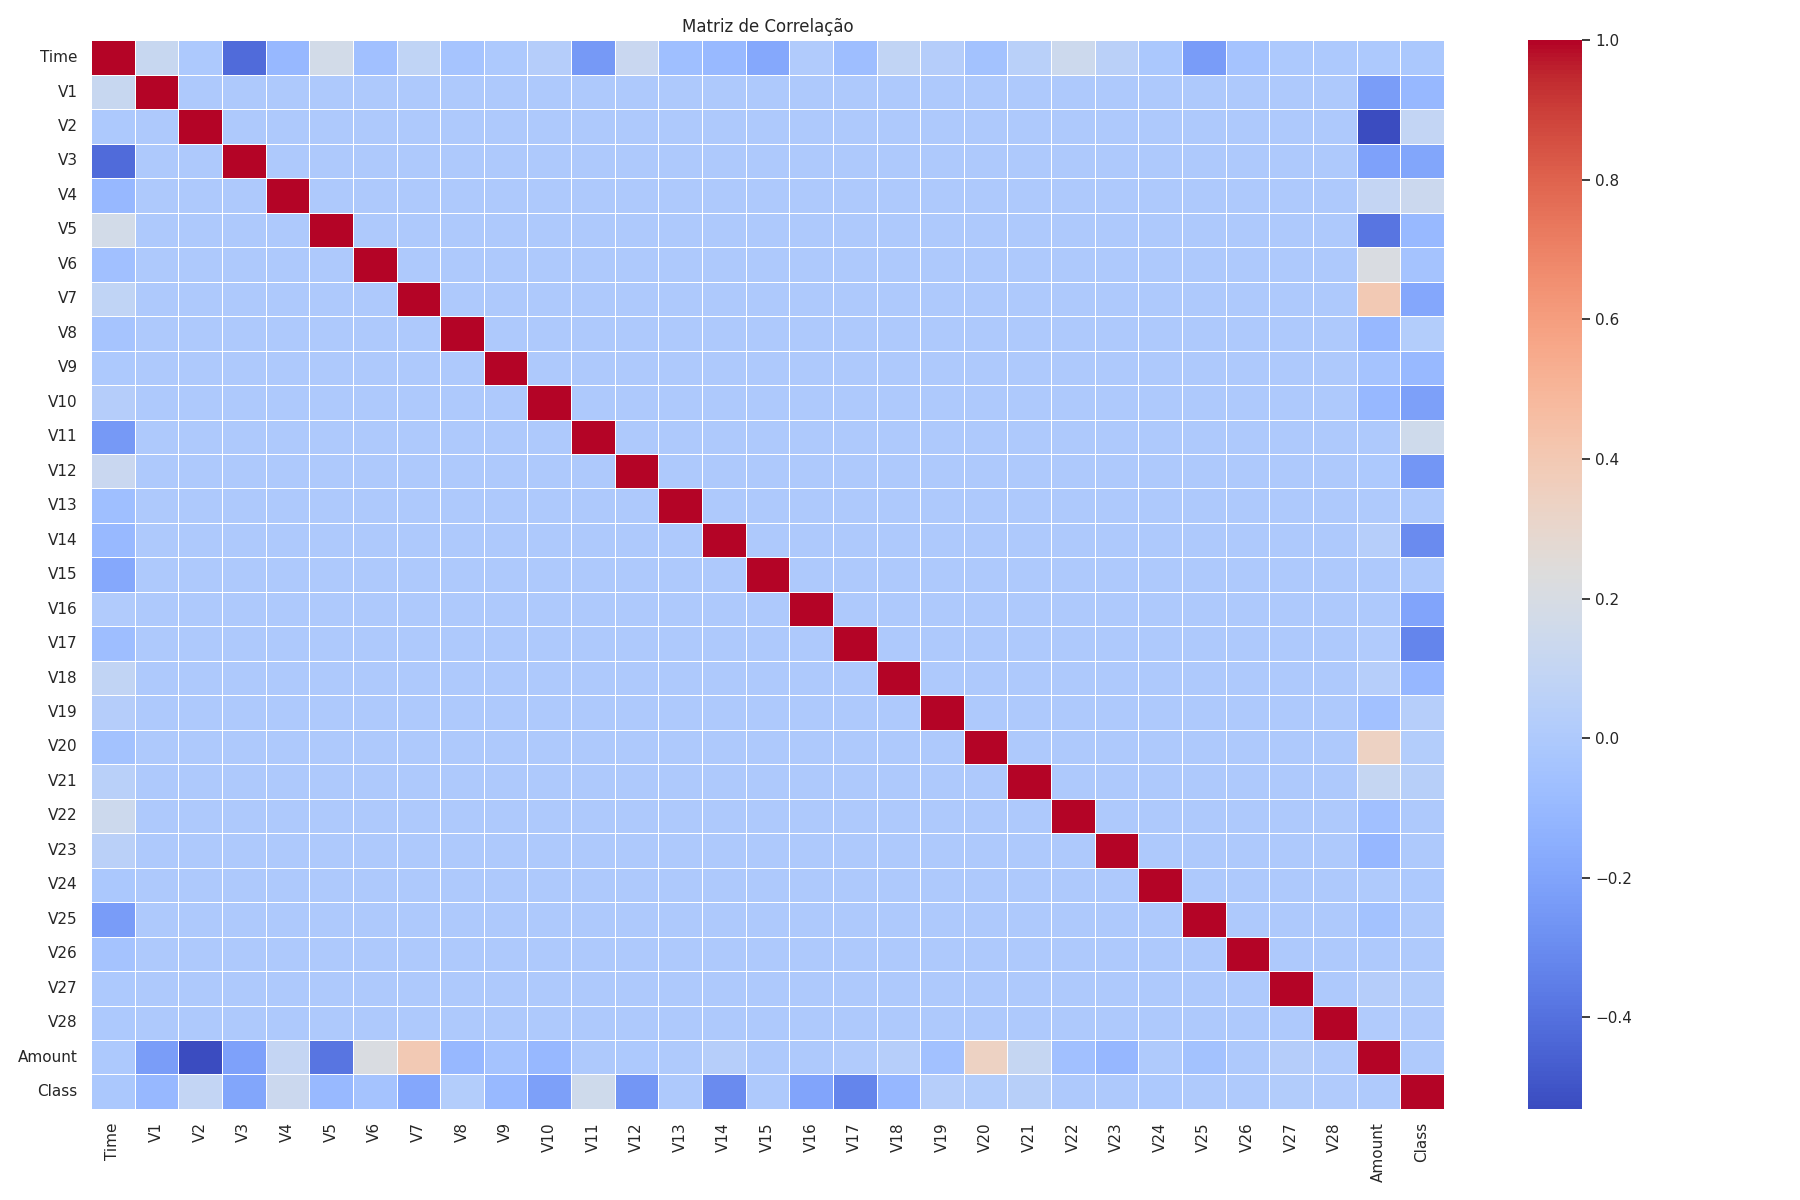 Matriz de Correlação
Time
V1
V2
V3
V4
V5
V6
V7
V8
V9
V10
V11
V12
V13
V14
V15
V16
V17
V18
V19
V20
V21
V22
V23
V24
V25
V26
V27
V28
Amount
Class
Time V1 V2 V3 V4 V5 V6 V7 V8 V9 V10 V11 V12 V13 V14 V15 V16 V17 V18 V19 V20 V21 V22 V23 V24 V25 V26 V27 V28 Amount Class
1.0
0.8
0.6
0.4
0.2
0.0
−0.2
−0.4